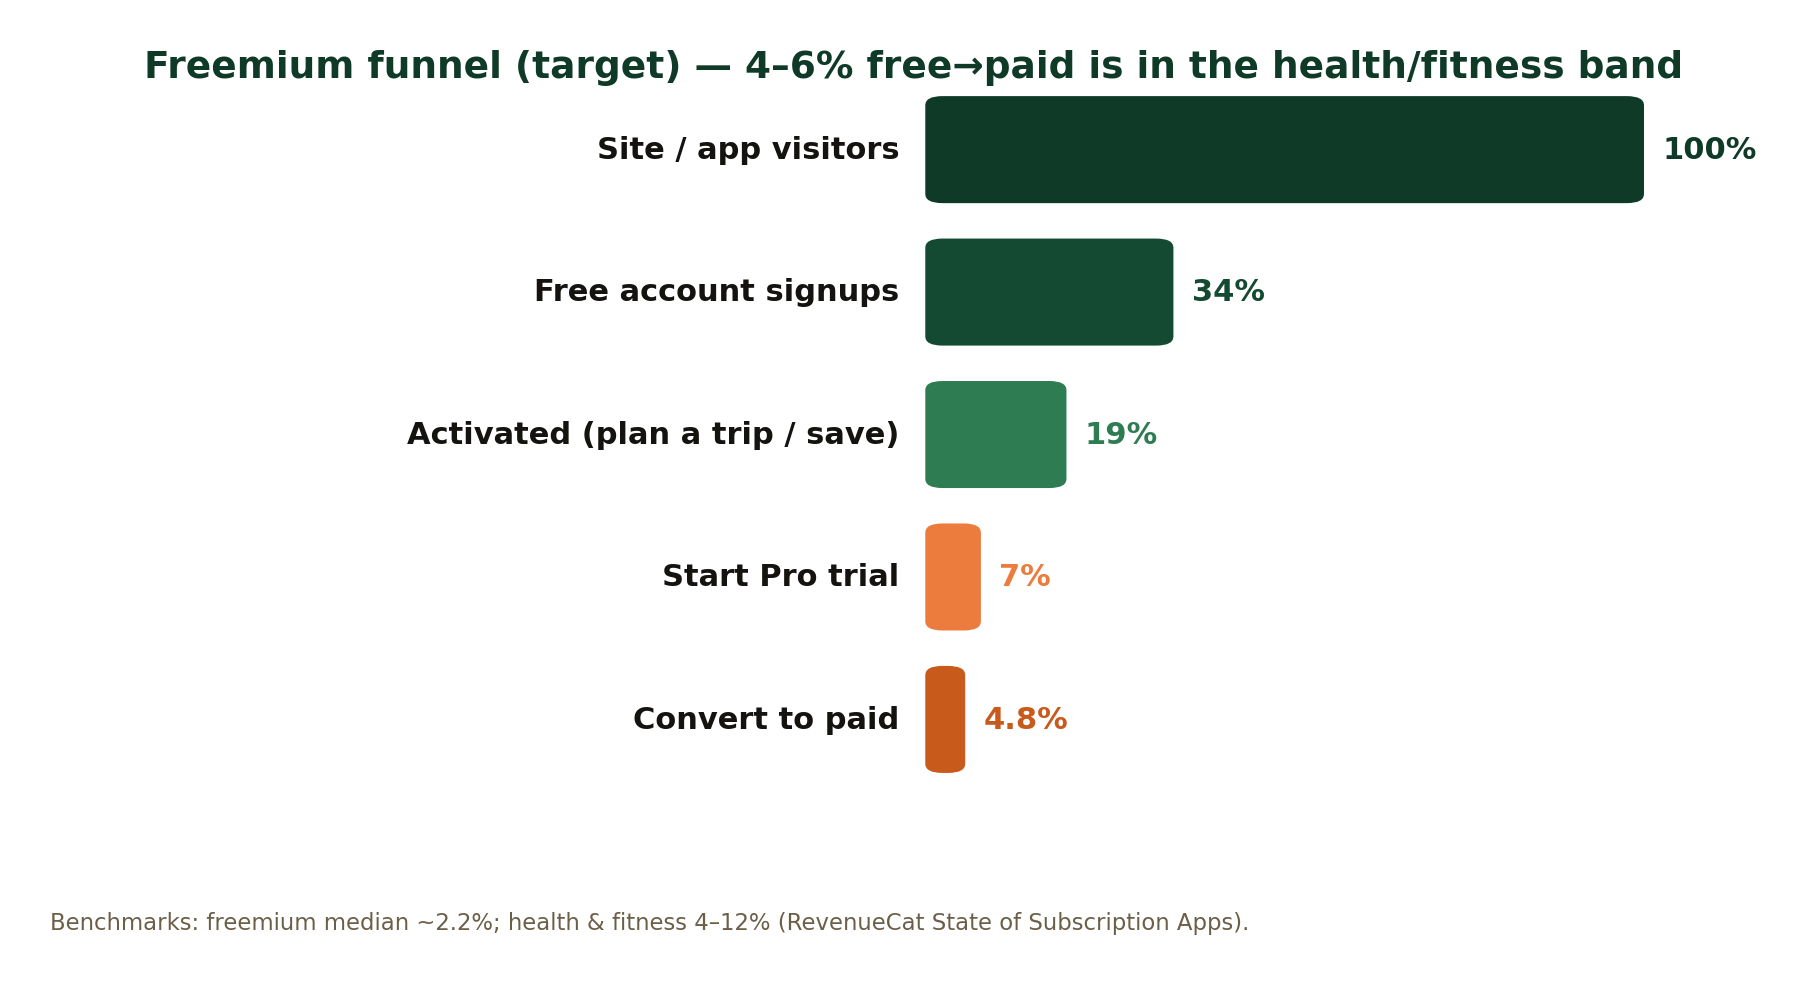 Freemium funnel (target) — 4–6% free→paid is in the health/fitness band
Site / app visitors 100%
Free account signups 34%
Activated (plan a trip / save) 19%
Start Pro trial 7%
Convert to paid 4.8%
Benchmarks: freemium median ~2.2%; health & fitness 4–12% (RevenueCat State of Subscription Apps).